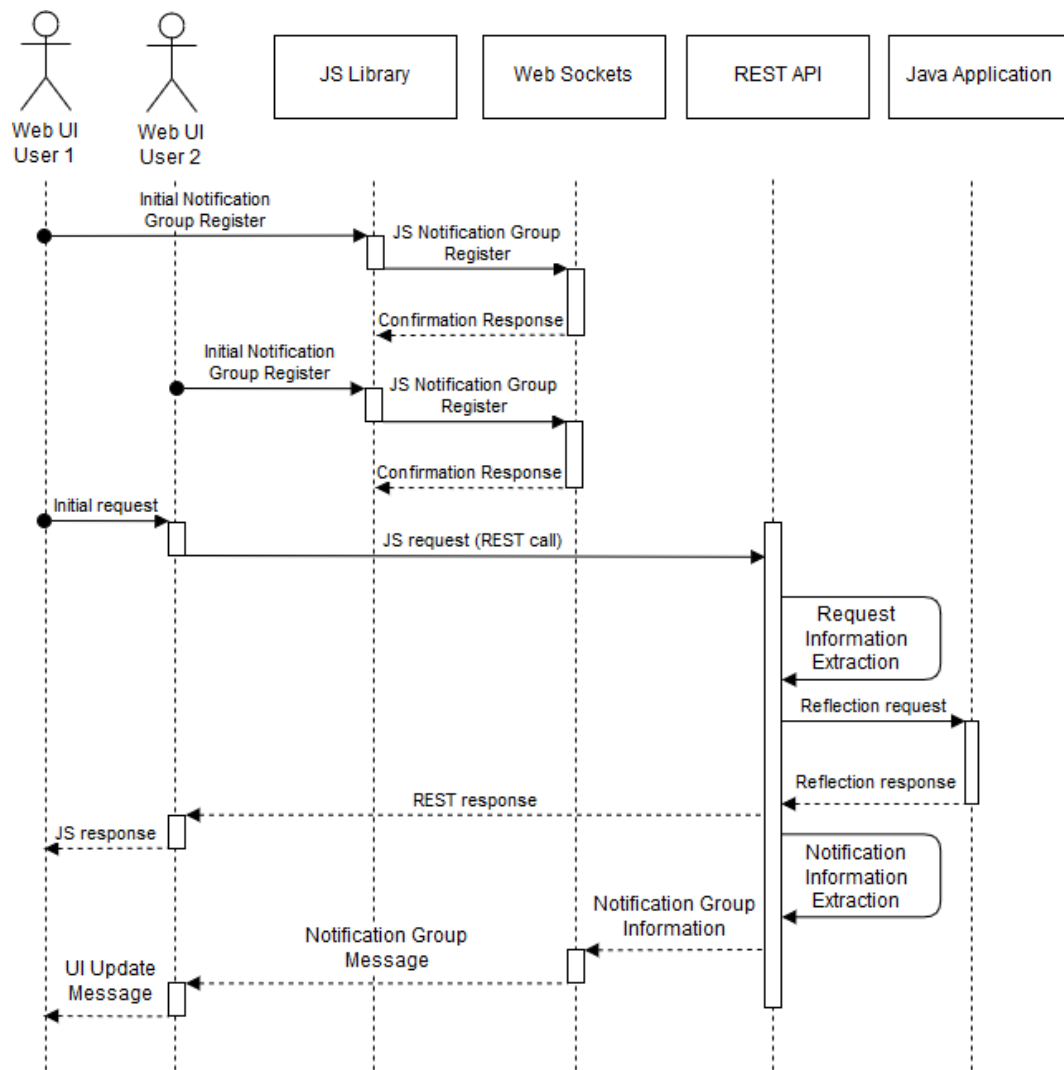 JS Library
Web Sockets
REST API
Java Application
Web UI
User 1
Web UI
User 2
Initial Notification
Group Register
JS Notification Group
Register
Confirmation Response
Initial Notification
Group Register
JS Notification Group
Register
Confirmation Response
Initial request
JS request (REST call)
Request
Information
Extraction
Reflection request
Reflection response
REST response
JS response
Notification
Information
Extraction
Notification Group
Information
Notification Group
Message
UI Update
Message